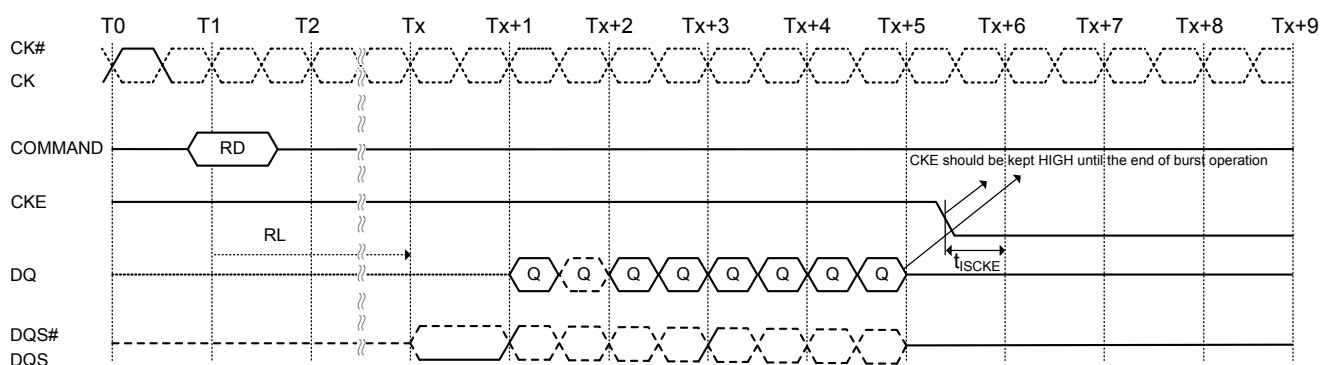 T0 T1 T2 Tx Tx+1 Tx+2 Tx+3 Tx+4 Tx+5 Tx+6 Tx+7 Tx+8 Tx+9
CK#
CK
COMMAND RD
CKE should be kept HIGH until the end of burst operation
CKE
RL
tISCKE
DQ Q Q Q Q Q Q Q Q
DQS#
DQS